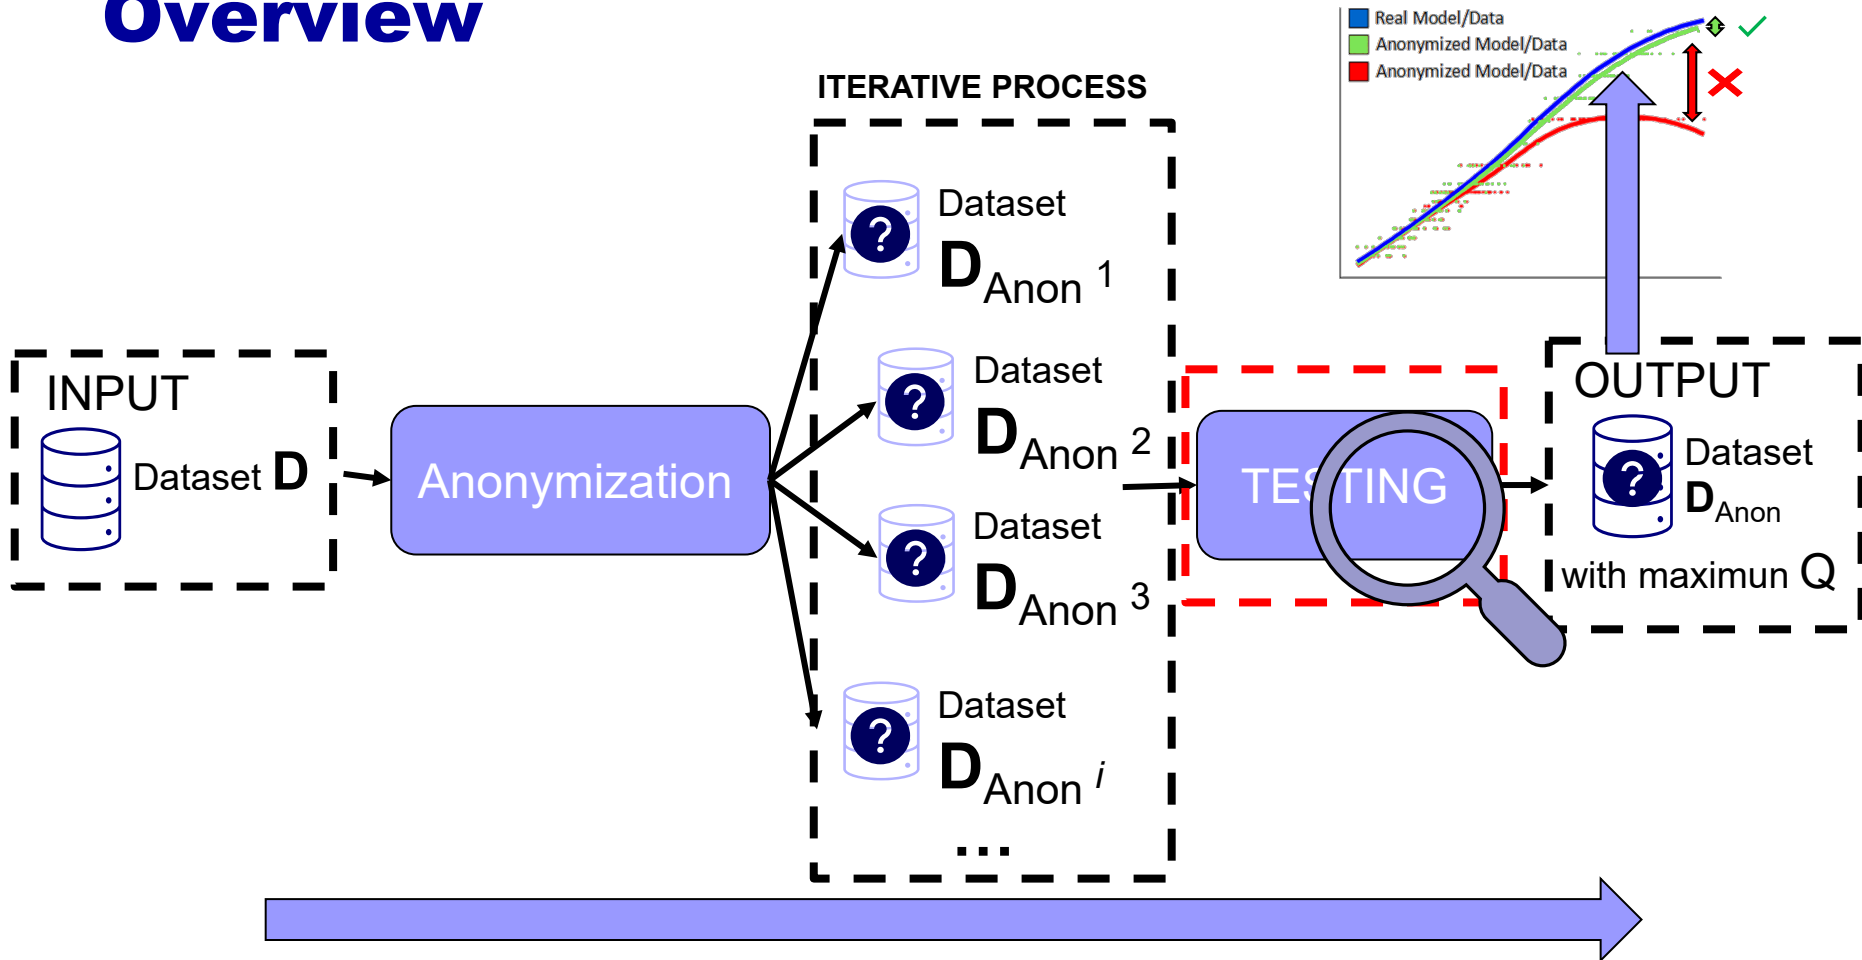 Overview
Real Model/Data
Anonymized Model/Data
Anonymized Model/Data
ITERATIVE PROCESS
Dataset
D Anon 1
Dataset
D Anon 2
Dataset
D Anon 3
Dataset
D Anon i
...
INPUT
Dataset D
Anonymization
TESTING
OUTPUT
Dataset
D Anon
with maximun Q